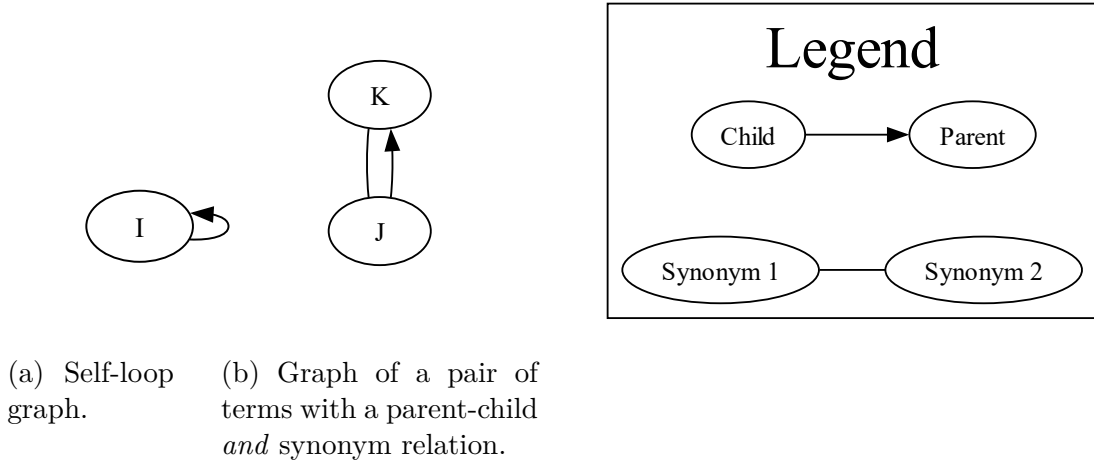 K
I
J
(a) Self-loop
graph.
(b) Graph of a pair of
terms with a parent-child
and synonym relation.
Legend
Child
Parent
Synonym 1
Synonym 2